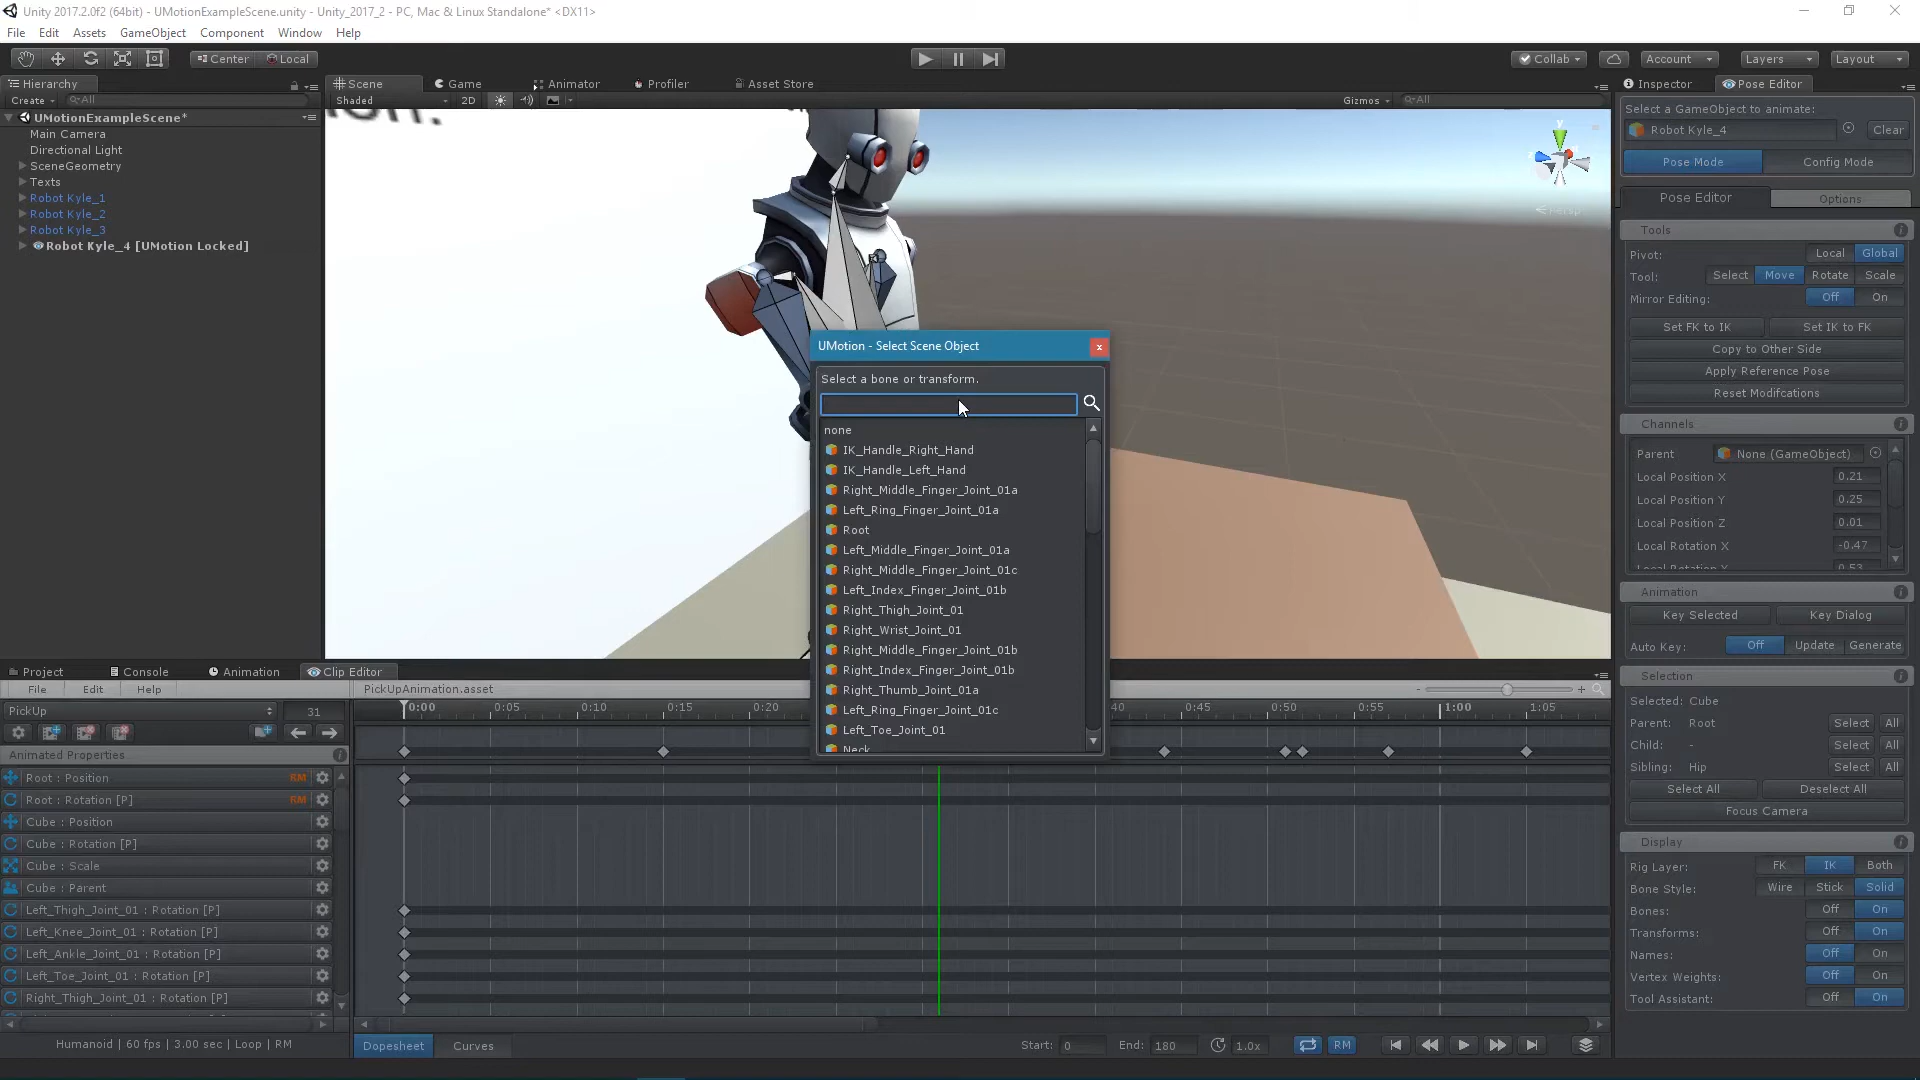 Unity 2017.2.0f2 (64bit) - UMotionExampleScene.unity - Unity_2017_2 - PC, Mac & Linux Standalone* <DX11>
File Edit Assets GameObject Component Window Help
Center Local Collab Account Layers Layout
Hierarchy Scene Game Animator Profiler Asset Store Inspector Pose Editor
Create All Shaded 2D Gizmos All
UMotionExampleScene*
Main Camera
Directional Light
SceneGeometry
Texts
Robot Kyle_1
Robot Kyle_2
Robot Kyle_3
Robot Kyle_4 [UMotion Locked]
y
Persp
UMotion - Select Scene Object x
Select a bone or transform.
none
IK_Handle_Right_Hand
IK_Handle_Left_Hand
Right_Middle_Finger_Joint_01a
Left_Ring_Finger_Joint_01a
Root
Left_Middle_Finger_Joint_01a
Right_Middle_Finger_Joint_01c
Left_Index_Finger_Joint_01b
Right_Thigh_Joint_01
Right_Wrist_Joint_01
Right_Middle_Finger_Joint_01b
Right_Index_Finger_Joint_01b
Right_Thumb_Joint_01a
Left_Ring_Finger_Joint_01c
Left_Toe_Joint_01
Neck
Select a GameObject to animate:
Robot Kyle_4 Clear
Pose Mode Config Mode
Pose Editor Options
Tools
Pivot: Local Global
Tool: Select Move Rotate Scale
Mirror Editing: Off On
Set FK to IK Set IK to FK
Copy to Other Side
Apply Reference Pose
Reset Modifcations
Channels
Parent None (GameObject)
Local Position X 0.21
Local Position Y 0.25
Local Position Z 0.01
Local Rotation X -0.47
Local Rotation Y 0.53
Animation
Key Selected Key Dialog
Auto Key: Off Update Generate
Selection
Selected: Cube
Parent: Root Select All
Child: - Select All
Sibling: Hip Select All
Select All Deselect All
Focus Camera
Display
Rig Layer: FK IK Both
Bone Style: Wire Stick Solid
Bones: Off On
Transforms: Off On
Names: Off On
Vertex Weights: Off On
Tool Assistant: Off On
Project Console Animation Clip Editor
File Edit Help PickUpAnimation.asset - +
PickUp 31 0:00 0:05 0:10 0:15 0:20 40 0:45 0:50 0:55 1:00 1:05
Animated Properties
Root : Position RM
Root : Rotation [P] RM
Cube : Position
Cube : Rotation [P]
Cube : Scale
Cube : Parent
Left_Thigh_Joint_01 : Rotation [P]
Left_Knee_Joint_01 : Rotation [P]
Left_Ankle_Joint_01 : Rotation [P]
Left_Toe_Joint_01 : Rotation [P]
Right_Thigh_Joint_01 : Rotation [P]
Humanoid | 60 fps | 3.00 sec | Loop | RM Dopesheet Curves Start: 0 End: 180 1.0x RM